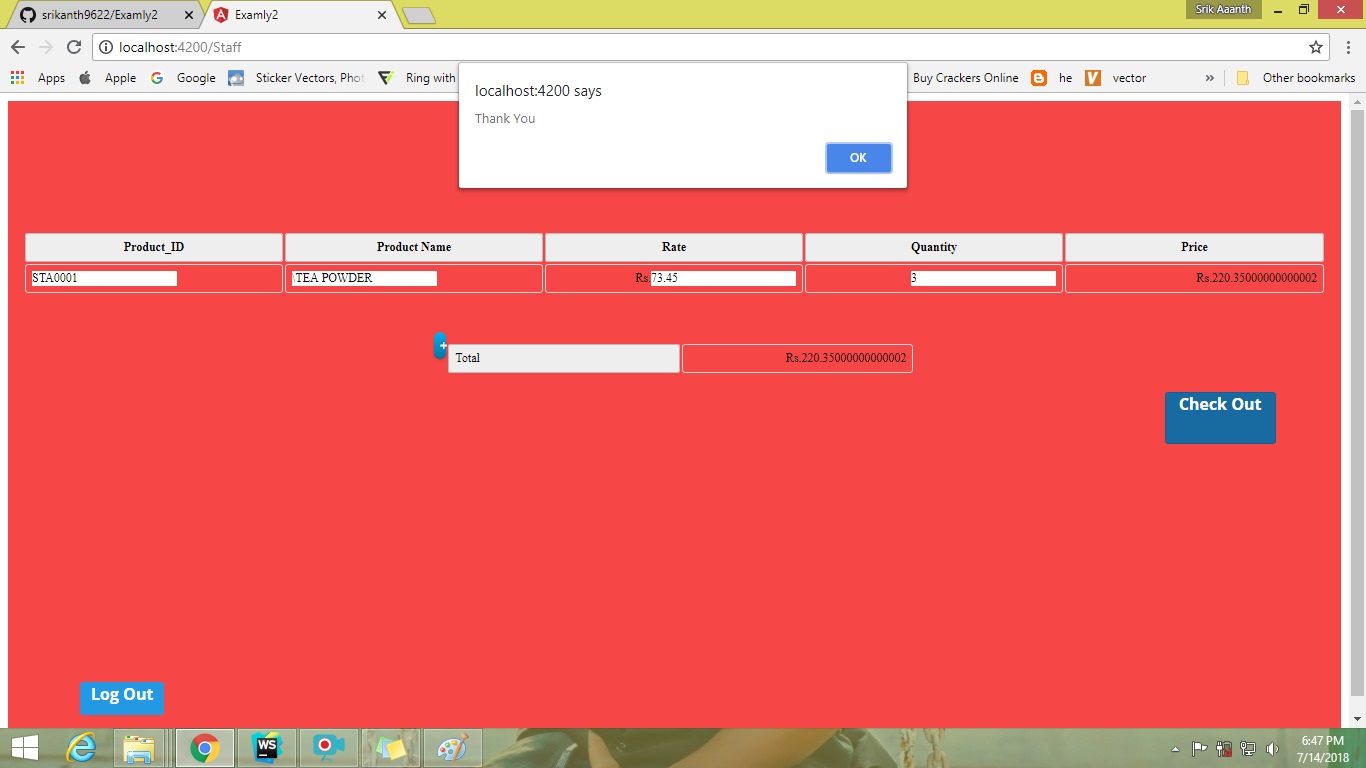 srikanth9622/Examly2
Examly2
Srik Aaanth
localhost:4200/Staff
Apps
Apple
Google
Sticker Vectors, Phot
Ring with
Buy Crackers Online
he
vector
»
Other bookmarks
localhost:4200 says
Thank You
OK
Product_ID Product Name Rate Quantity Price
STA0001 \TEA POWDER Rs.73.45 3 Rs.220.35000000000002
+
Total Rs.220.35000000000002
Check Out
Log Out
WS
6:47 PM
7/14/2018